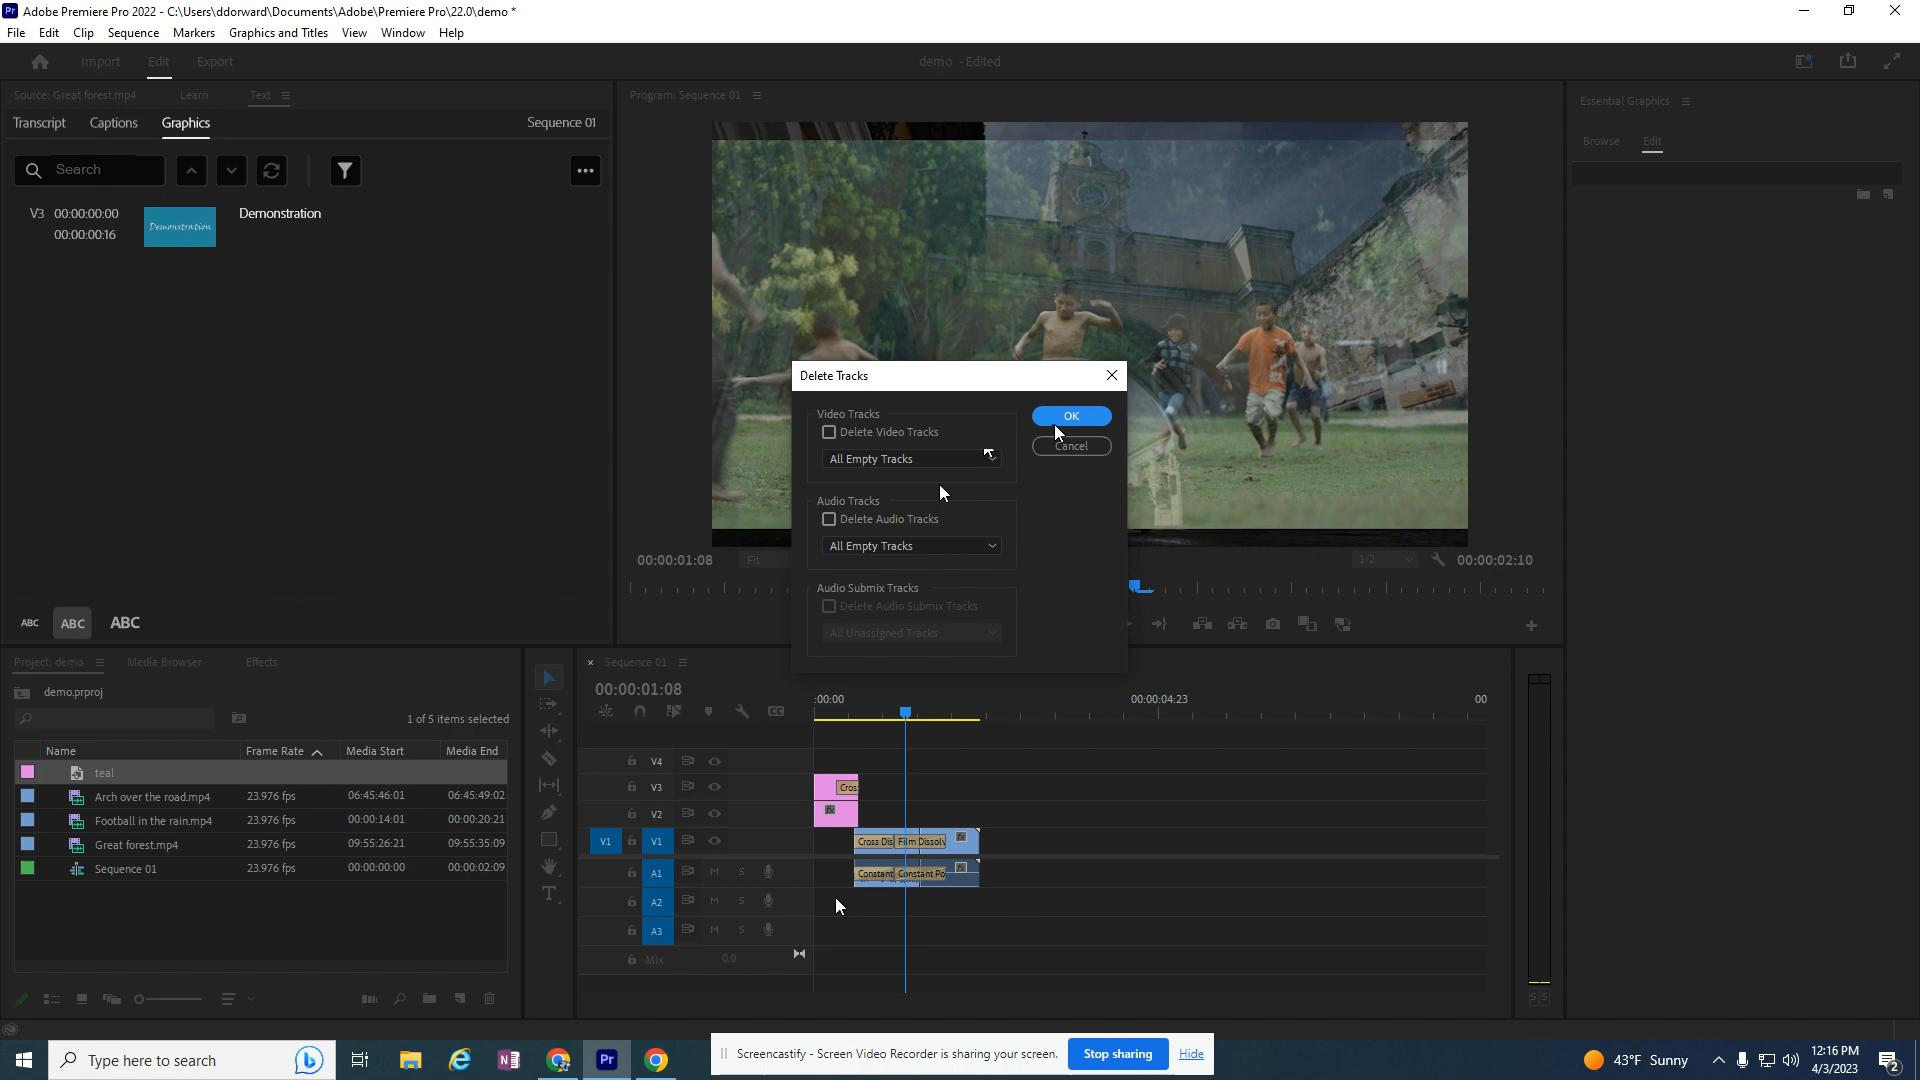 Pr Adobe Premiere Pro 2022 - C:\Users\ddorward\Documents\Adobe\Premiere Pro\22.0\demo *
File Edit Clip Sequence Markers Graphics and Titles View Window Help
Import Edit Export
demo - Edited
Source: Great forest.mp4 Learn Text
Program: Sequence 01
Essential Graphics
Transcript Captions Graphics Sequence 01
Browse Edit
Search
V3 00:00:00:00 Demonstration Demonstration
00:00:00:16
Delete Tracks
Video Tracks
OK
Delete Video Tracks
Cancel
All Empty Tracks
Audio Tracks
Delete Audio Tracks
All Empty Tracks
Audio Submix Tracks
Delete Audio Submix Tracks
All Unassigned Tracks
00:00:01:08 Fit 1/2 00:00:02:10
ABC ABC ABC
Project: demo Media Browser Effects
demo.prproj
1 of 5 items selected
Name Frame Rate Media Start Media End
teal
Arch over the road.mp4 23.976 fps 06:45:46:01 06:45:49:02
Football in the rain.mp4 23.976 fps 00:00:14:01 00:00:20:21
Great forest.mp4 23.976 fps 09:55:26:21 09:55:35:09
Sequence 01 23.976 fps 00:00:00:00 00:00:02:09
× Sequence 01
00:00:01:08
CC
:00:00 00:00:04:23 00
V4
V3 Cros
V2 fx
V1 V1 Cross Dis Film Dissolv fx
A1 M S Constant Constant Po fx
A2 M S
A3 M S
Mix 0.0
S S
Type here to search
Screencastify - Screen Video Recorder is sharing your screen. Stop sharing Hide
43°F Sunny
12:16 PM
4/3/2023
2